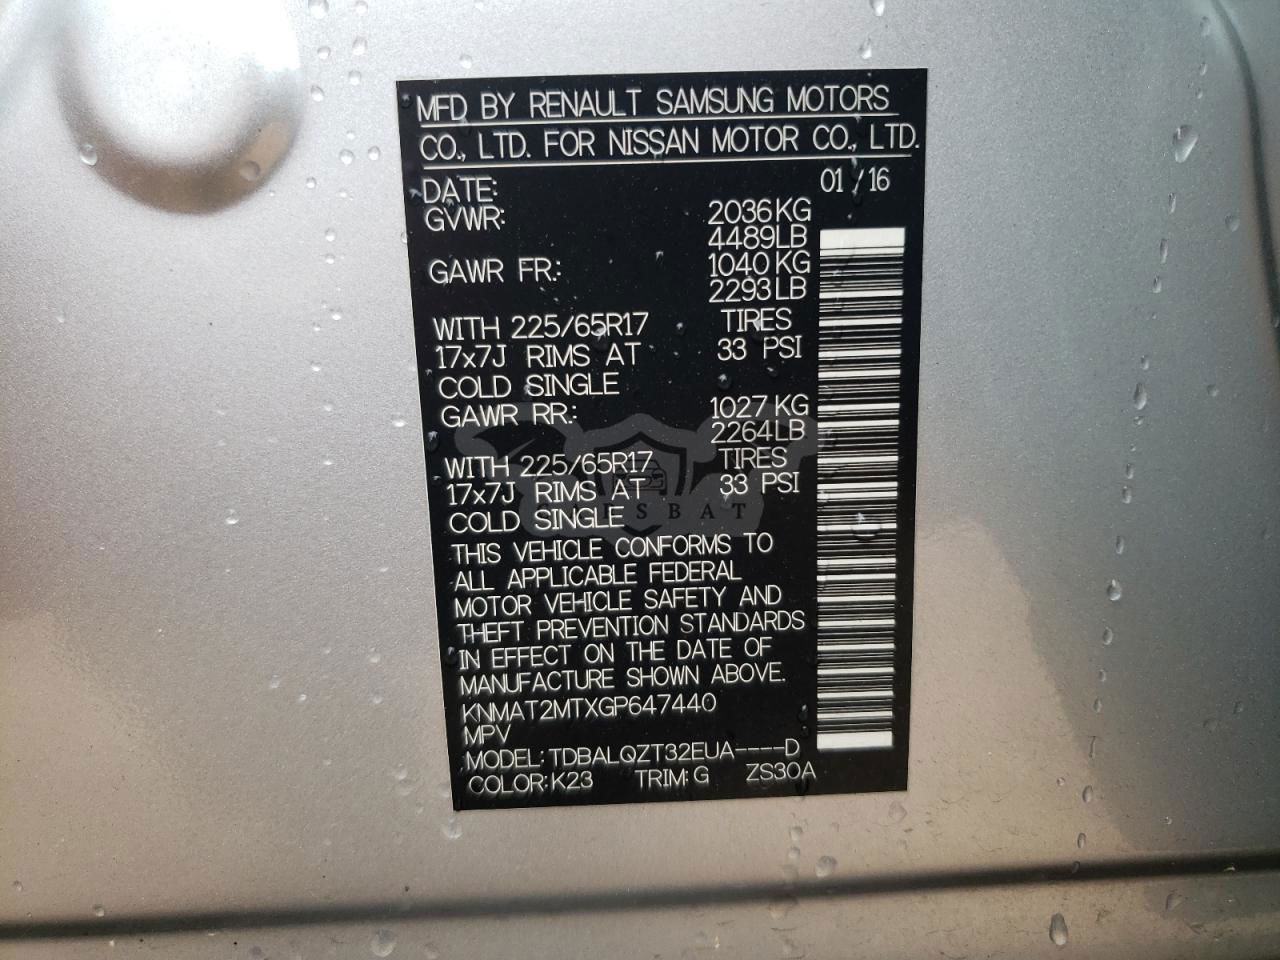 MFD BY RENAULT SAMSUNG MOTORS
CO., LTD. FOR NISSAN MOTOR CO., LTD.
DATE: 01 / 16
GVWR: 2036KG
4489LB
GAWR FR.: 1040KG
2293LB
WITH 225/65R17 TIRES
17x7J RIMS AT 33 PSI
COLD SINGLE
GAWR RR.: 1027 KG
2264LB
WITH 225/65R17 TIRES
17x7J RIMS AT 33 PSI
COLD SINGLE
THIS VEHICLE CONFORMS TO
ALL APPLICABLE FEDERAL
MOTOR VEHICLE SAFETY AND
THEFT PREVENTION STANDARDS
IN EFFECT ON THE DATE OF
MANUFACTURE SHOWN ABOVE.
KNMAT2MTXGP647440
MPV
MODEL: TDBALQZT32EUA----D
COLOR:K23 TRIM:G ZS30A